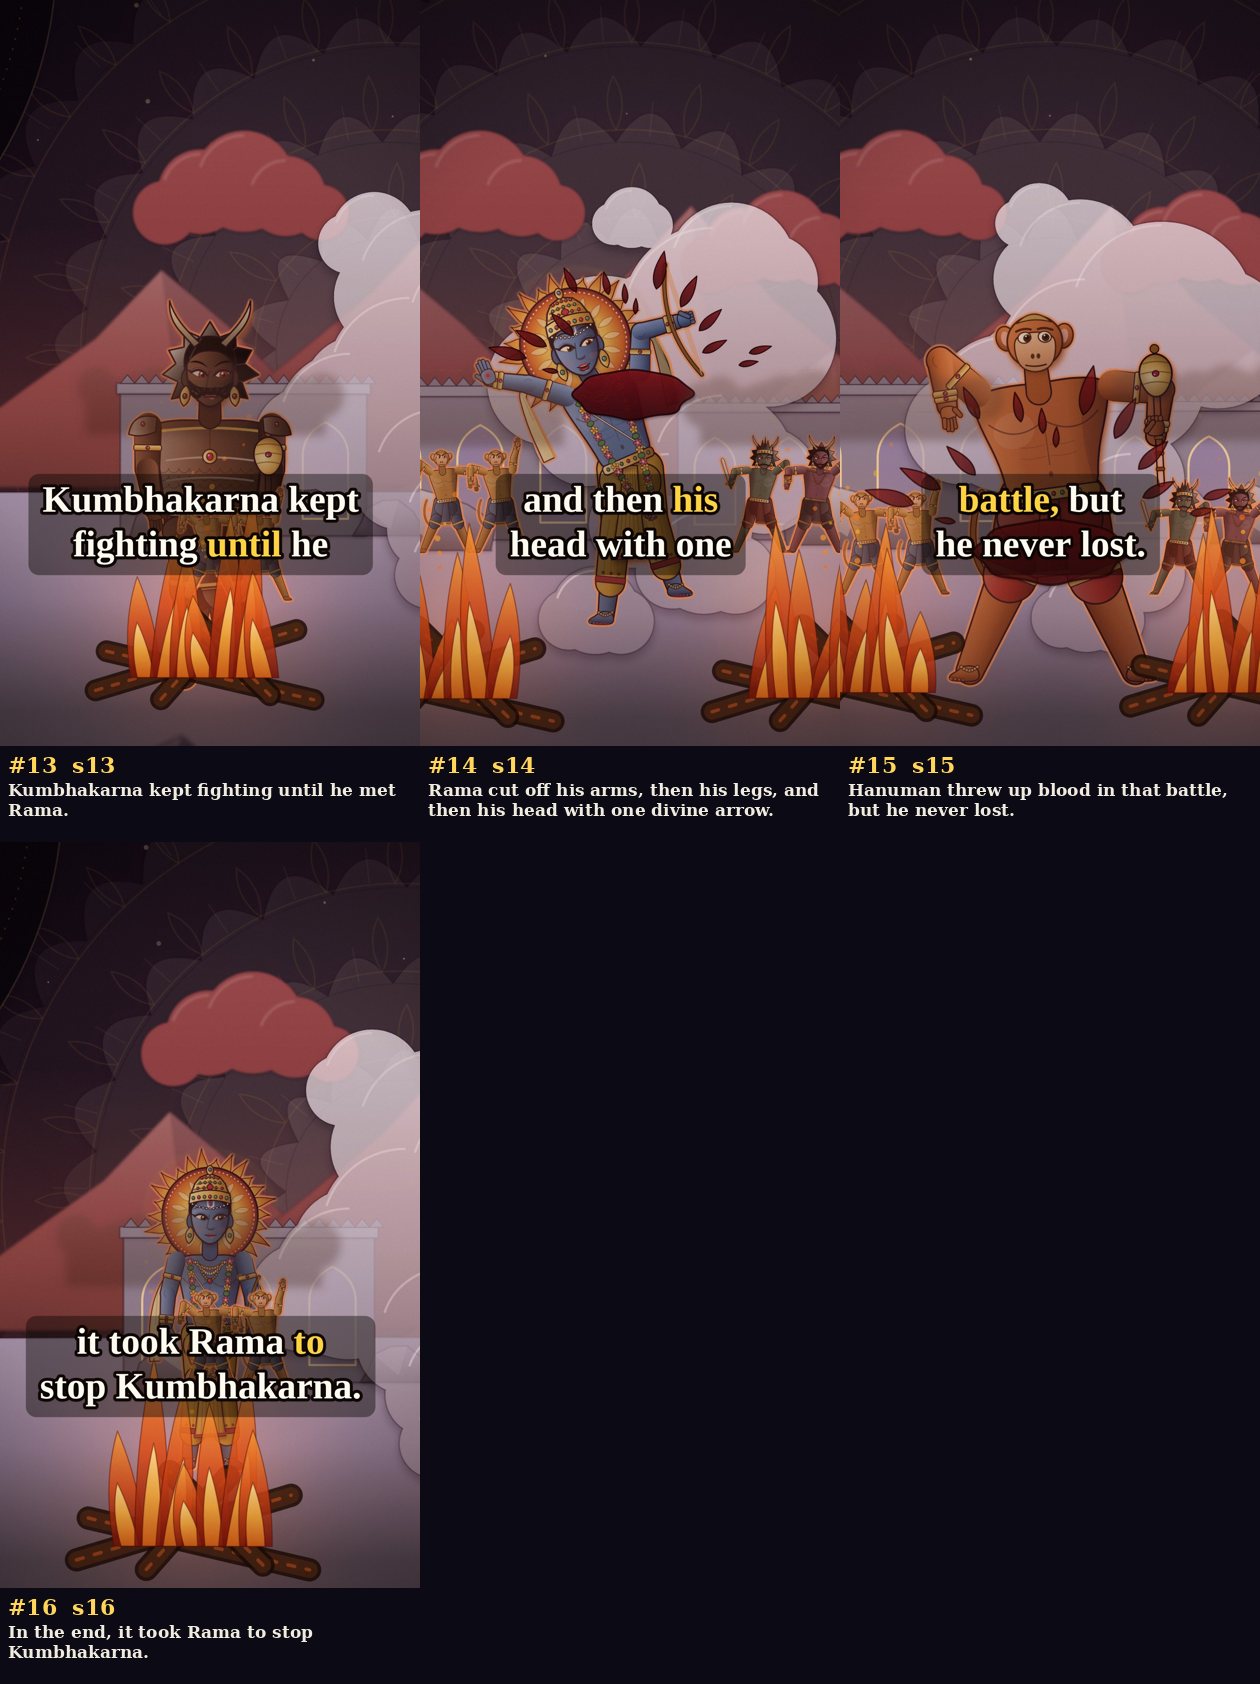 Kumbhakarna kept
fighting until he
and then his
head with one
battle, but
he never lost.
#13 s13
Kumbhakarna kept fighting until he met
Rama.
#14 s14
Rama cut off his arms, then his legs, and
then his head with one divine arrow.
#15 s15
Hanuman threw up blood in that battle,
but he never lost.
it took Rama to
stop Kumbhakarna.
#16 s16
In the end, it took Rama to stop
Kumbhakarna.